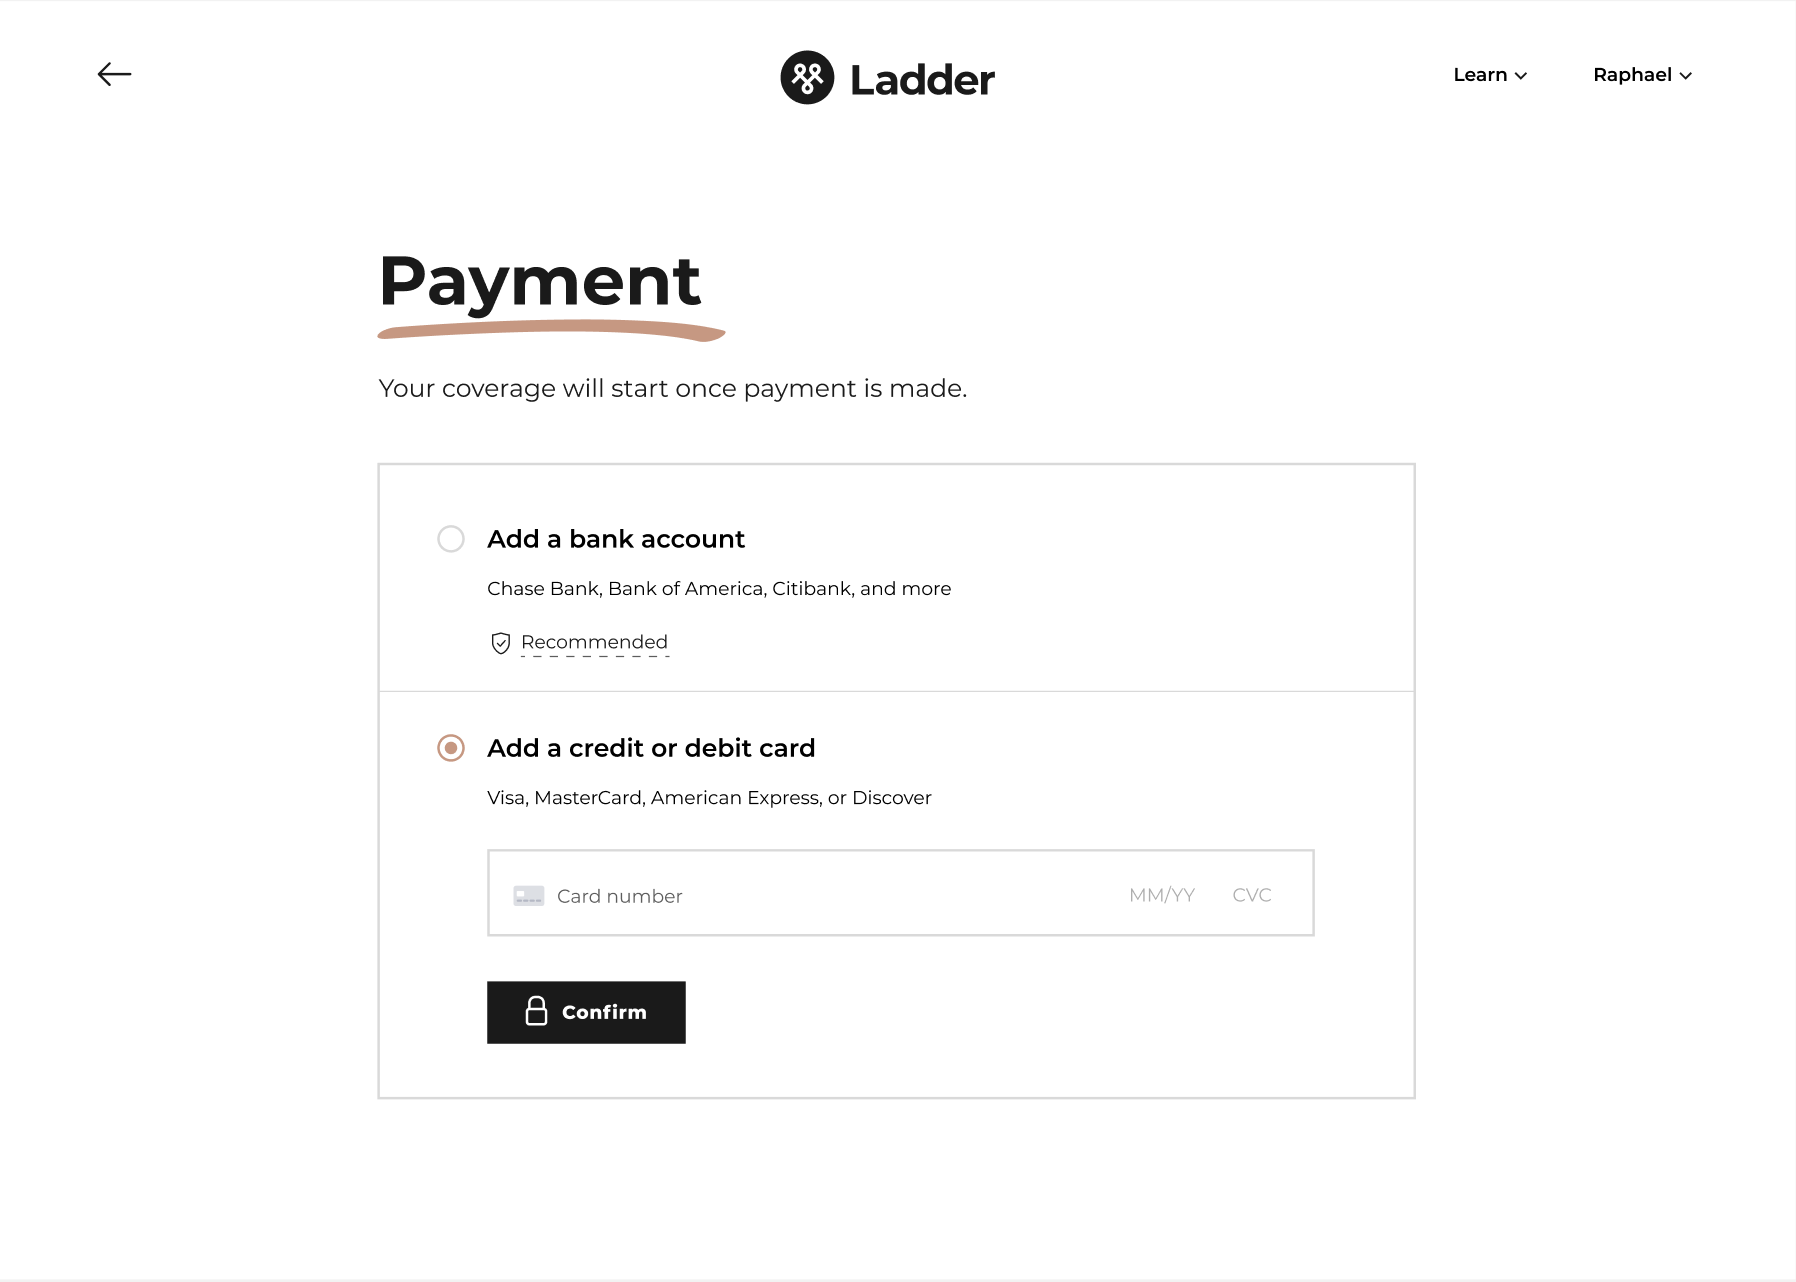 Ladder
Learn
Raphael
Payment
Your coverage will start once payment is made.
Add a bank account
Chase Bank, Bank of America, Citibank, and more
Recommended
Add a credit or debit card
Visa, MasterCard, American Express, or Discover
Card number MM/YY CVC
Confirm